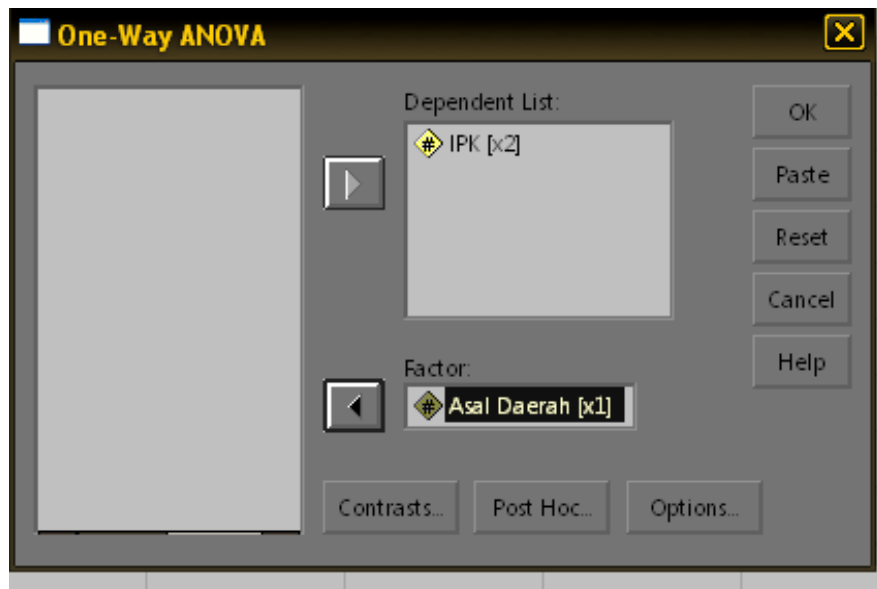 One-Way ANOVA
Dependent List:
# IPK [x2]
OK
Paste
Reset
Cancel
Help
Factor:
# Asal Daerah [x1]
Contrasts...
Post Hoc...
Options...